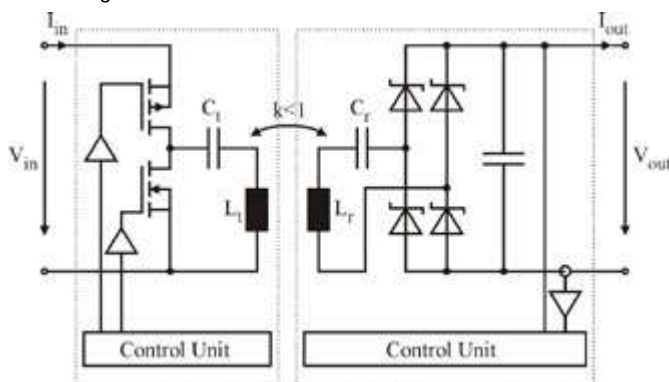 I_in
I_out
C_t
k<1
C_r
V_in
L_t
L_r
V_out
Control Unit
Control Unit